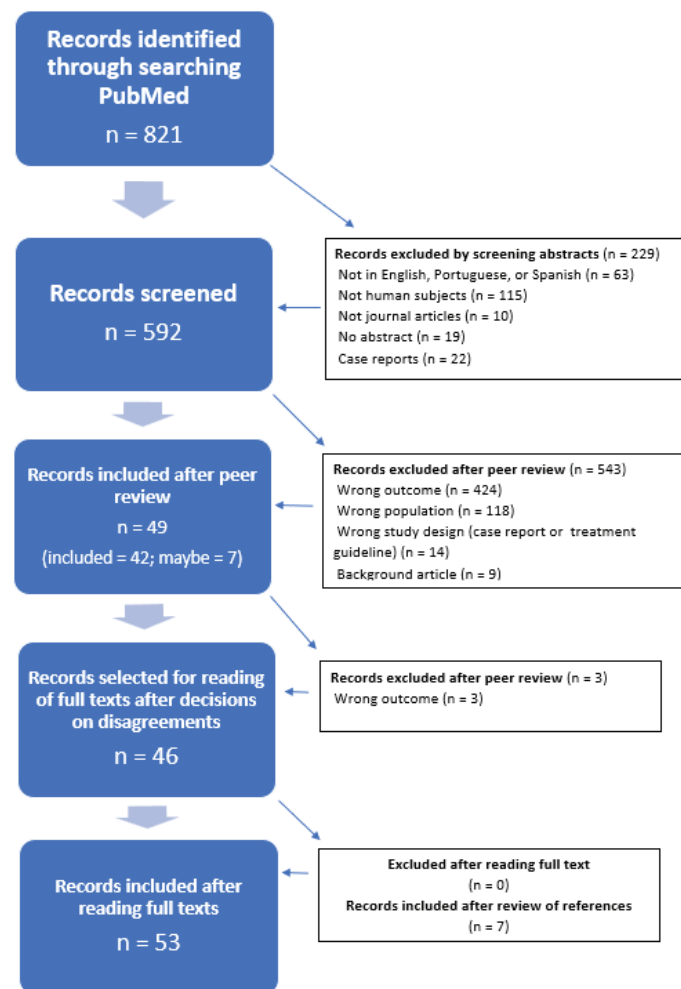 Records identified
through searching
PubMed
n = 821
Records excluded by screening abstracts (n = 229)
Not in English, Portuguese, or Spanish (n = 63)
Not human subjects (n = 115)
Not journal articles (n = 10)
No abstract (n = 19)
Case reports (n = 22)
Records screened
n = 592
Records included after peer
review
n = 49
(included = 42; maybe = 7)
Records excluded after peer review (n = 543)
Wrong outcome (n = 424)
Wrong population (n = 118)
Wrong study design (case report or treatment
guideline) (n = 14)
Background article (n = 9)
Records selected for reading
of full texts after decisions
on disagreements
n = 46
Records excluded after peer review (n = 3)
Wrong outcome (n = 3)
Records included after
reading full texts
n = 53
Excluded after reading full text
(n = 0)
Records included after review of references
(n = 7)